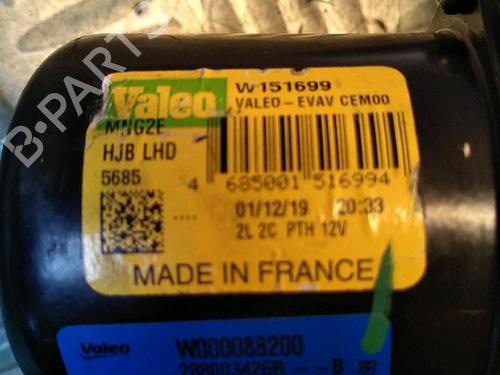 B-PARTS
Valeo
W151699
VALEO-EVAV CEM00
MNG2E
HJB LHD
5685
4 685001 516994
01/12/19 20:33
2L 2C PTH 12V
MADE IN FRANCE
Valeo W000088200
288003426R--B